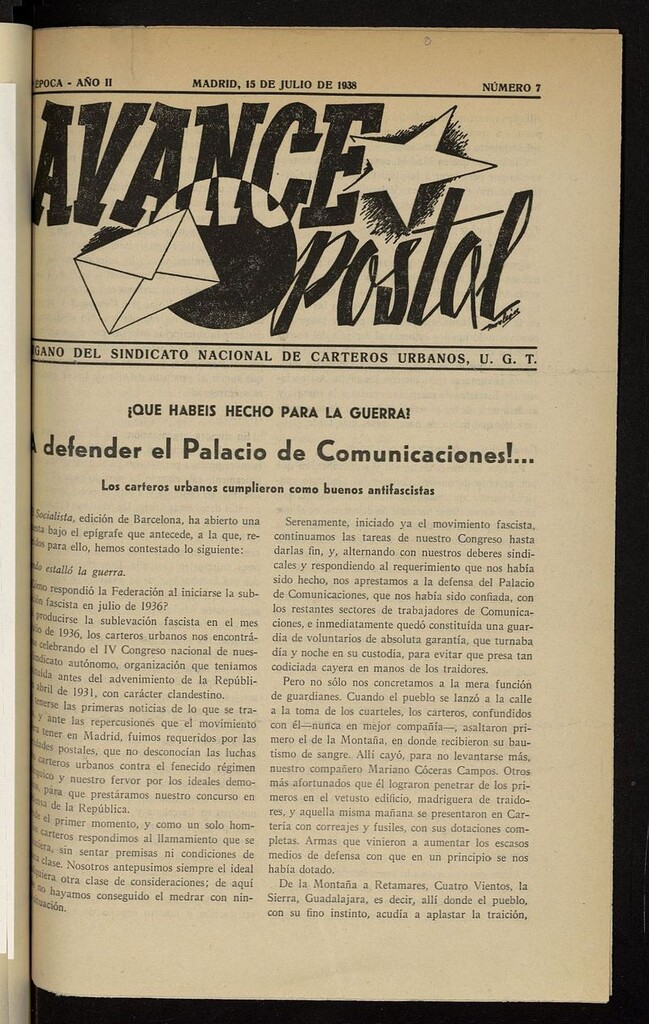 EPOCA - AÑO II MADRID, 15 DE JULIO DE 1938 NÚMERO 7
AVANCE
postal
GANO DEL SINDICATO NACIONAL DE CARTEROS URBANOS, U. G. T.
¡QUE HABEIS HECHO PARA LA GUERRA!
A defender el Palacio de Comunicaciones!...
Los carteros urbanos cumplieron como buenos antifascistas
Socialista, edición de Barcelona, ha abierto una
bajo el epígrafe que antecede, a la que, re-
dos para ello, hemos contestado lo siguiente:
do estalló la guerra.
respondió la Federación al iniciarse la sub-
fascista en julio de 1936?
producirse la sublevación fascista en el mes
de 1936, los carteros urbanos nos encontrá-
celebrando el IV Congreso nacional de nues-
autónomo, organización que teníamos
antes del advenimiento de la Repúbli-
abril de 1931, con carácter clandestino.
las primeras noticias de lo que se tra-
y ante las repercusiones que el movimiento
tener en Madrid, fuimos requeridos por las
postales, que no desconocían las luchas
carteros urbanos contra el fenecido régimen
y nuestro fervor por los ideales demo-
para que prestáramos nuestro concurso en
de la República.
el primer momento, y como un solo hom-
carteros respondimos al llamamiento que se
sin sentar premisas ni condiciones de
clase. Nosotros antepusimos siempre el ideal
otra clase de consideraciones; de aquí
no hayamos conseguido el medrar con nin-
Serenamente, iniciado ya el movimiento fascista,
continuamos las tareas de nuestro Congreso hasta
darlas fin, y, alternando con nuestros deberes sindi-
cales y respondiendo al requerimiento que nos había
sido hecho, nos aprestamos a la defensa del Palacio
de Comunicaciones, que nos había sido confiada, con
los restantes sectores de trabajadores de Comunica-
ciones, e inmediatamente quedó constituída una guar-
dia de voluntarios de absoluta garantía, que turnaba
día y noche en su custodia, para evitar que presa tan
codiciada cayera en manos de los traidores.
Pero no sólo nos concretamos a la mera función
de guardianes. Cuando el pueblo se lanzó a la calle
a la toma de los cuarteles, los carteros, confundidos
con él—nunca en mejor compañía—, asaltaron pri-
mero el de la Montaña, en donde recibieron su bau-
tismo de sangre. Allí cayó, para no levantarse más,
nuestro compañero Mariano Cóceras Campos. Otros
más afortunados que él lograron penetrar de los pri-
meros en el vetusto edificio, madriguera de traido-
res, y aquella misma mañana se presentaron en Car-
tería con correajes y fusiles, con sus dotaciones com-
pletas. Armas que vinieron a aumentar los escasos
medios de defensa con que en un principio se nos
había dotado.
De la Montaña a Retamares, Cuatro Vientos, la
Sierra, Guadalajara, es decir, allí donde el pueblo,
con su fino instinto, acudía a aplastar la traición,